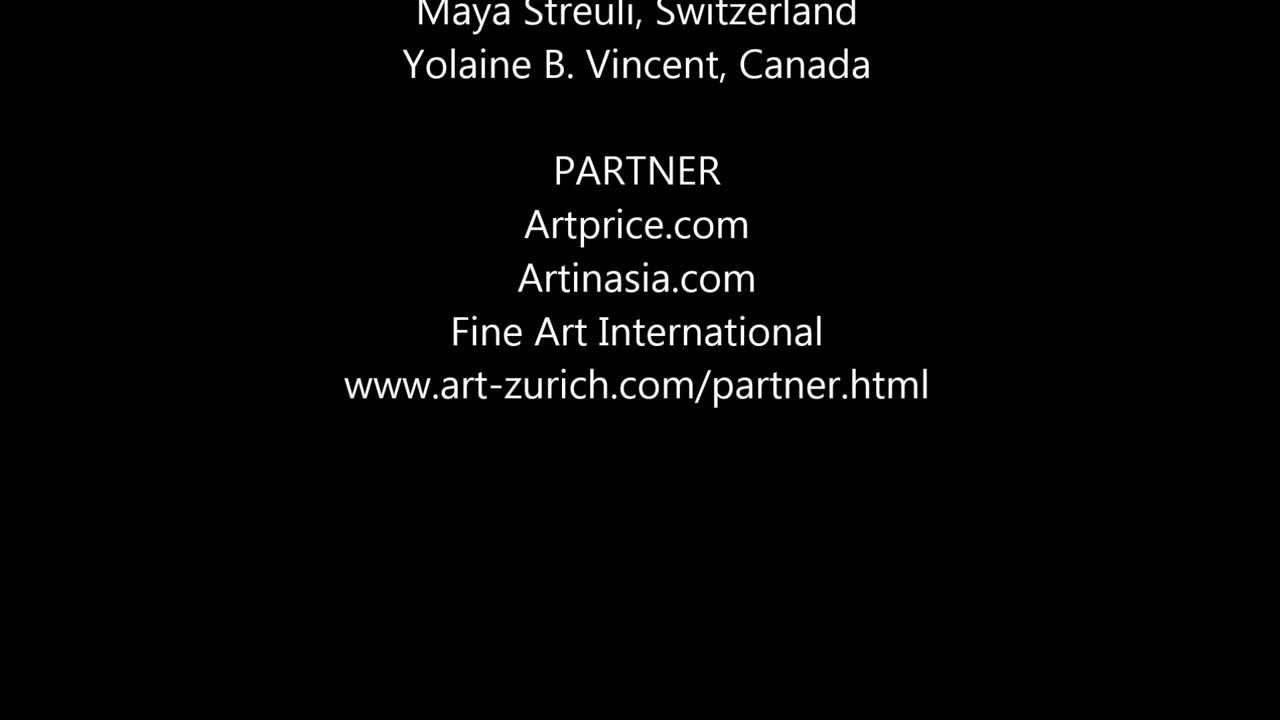 Maya Streuli, Switzerland
Yolaine B. Vincent, Canada
PARTNER
Artprice.com
Artinasia.com
Fine Art International
www.art-zurich.com/partner.html